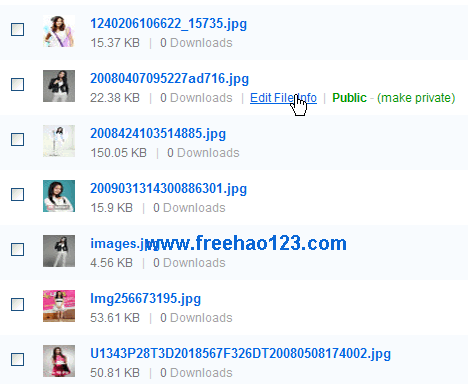 1240206106622_15735.jpg
15.37 KB | 0 Downloads
20080407095227ad716.jpg
22.38 KB | 0 Downloads | Edit File Info | Public - (make private)
2008424103514885.jpg
150.05 KB | 0 Downloads
2009031314300886301.jpg
15.9 KB | 0 Downloads
images.jpg www.freehao123.com
4.56 KB | 0 Downloads
Img256673195.jpg
53.61 KB | 0 Downloads
U1343P28T3D2018567F326DT20080508174002.jpg
50.81 KB | 0 Downloads